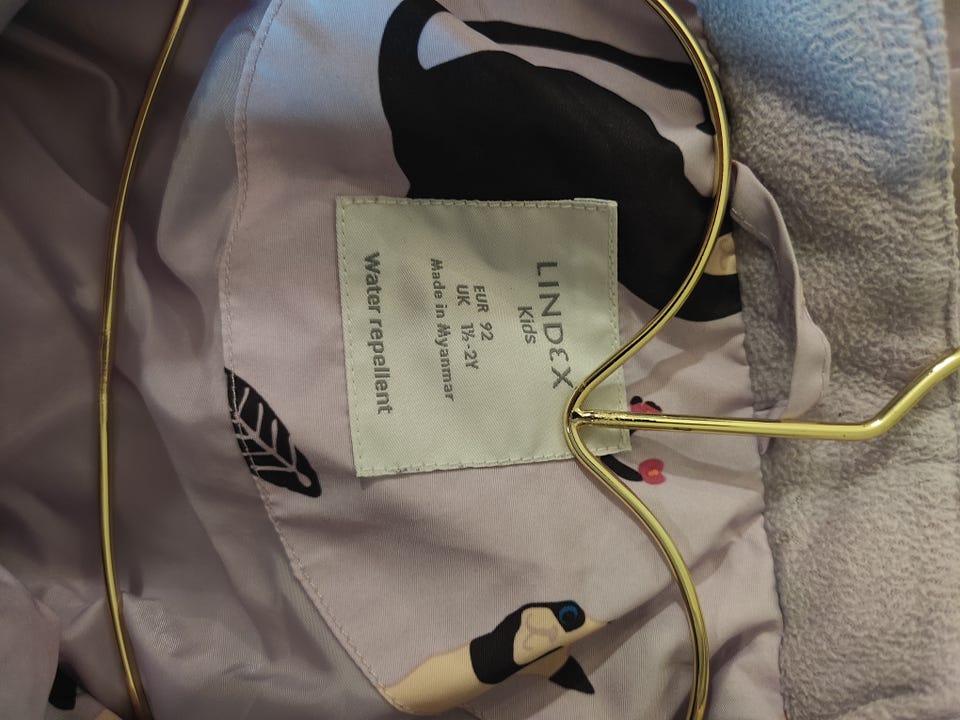 LINDEX
Kids
EUR 92
UK 1½-2Y
Made in Myanmar
Water repellent